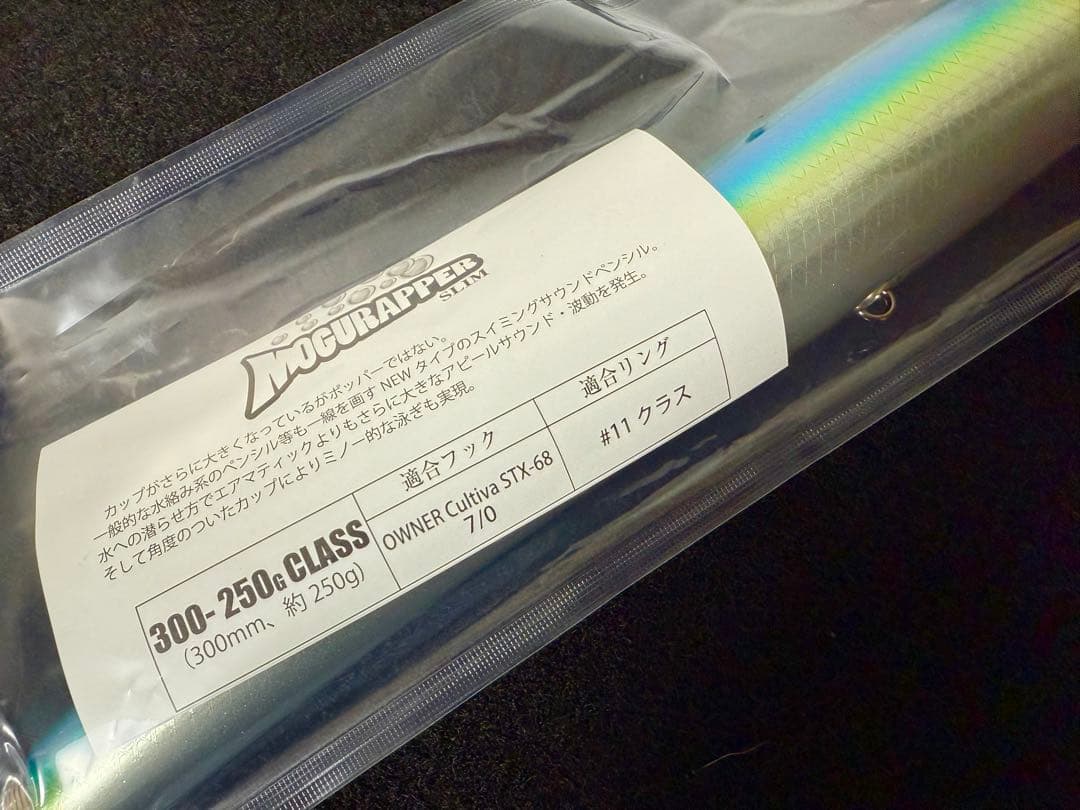 MOGURAPPER
SLIM
カップがさらに大きくなっているがポッパーではない。
一般的な水絡み系のペンシル等も一線を画す NEW タイプのスイミングサウンドペンシル。
水への潜らせ方でエアマティックよりもさらに大きなアピールサウンド・波動を発生。
そして角度のついたカップによりミノー的な泳ぎも実現。
適合フック
適合リング
300- 250G CLASS
(300mm、約 250g)
OWNER Cultiva STX-68
7/0
#11 クラス